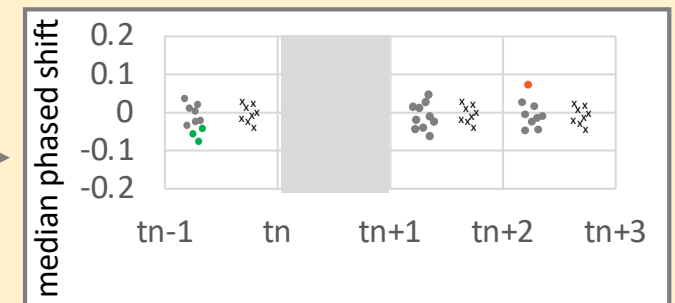 median phased shift
0.2
0.1
0
-0.1
-0.2
tn-1 tn tn+1 tn+2 tn+3